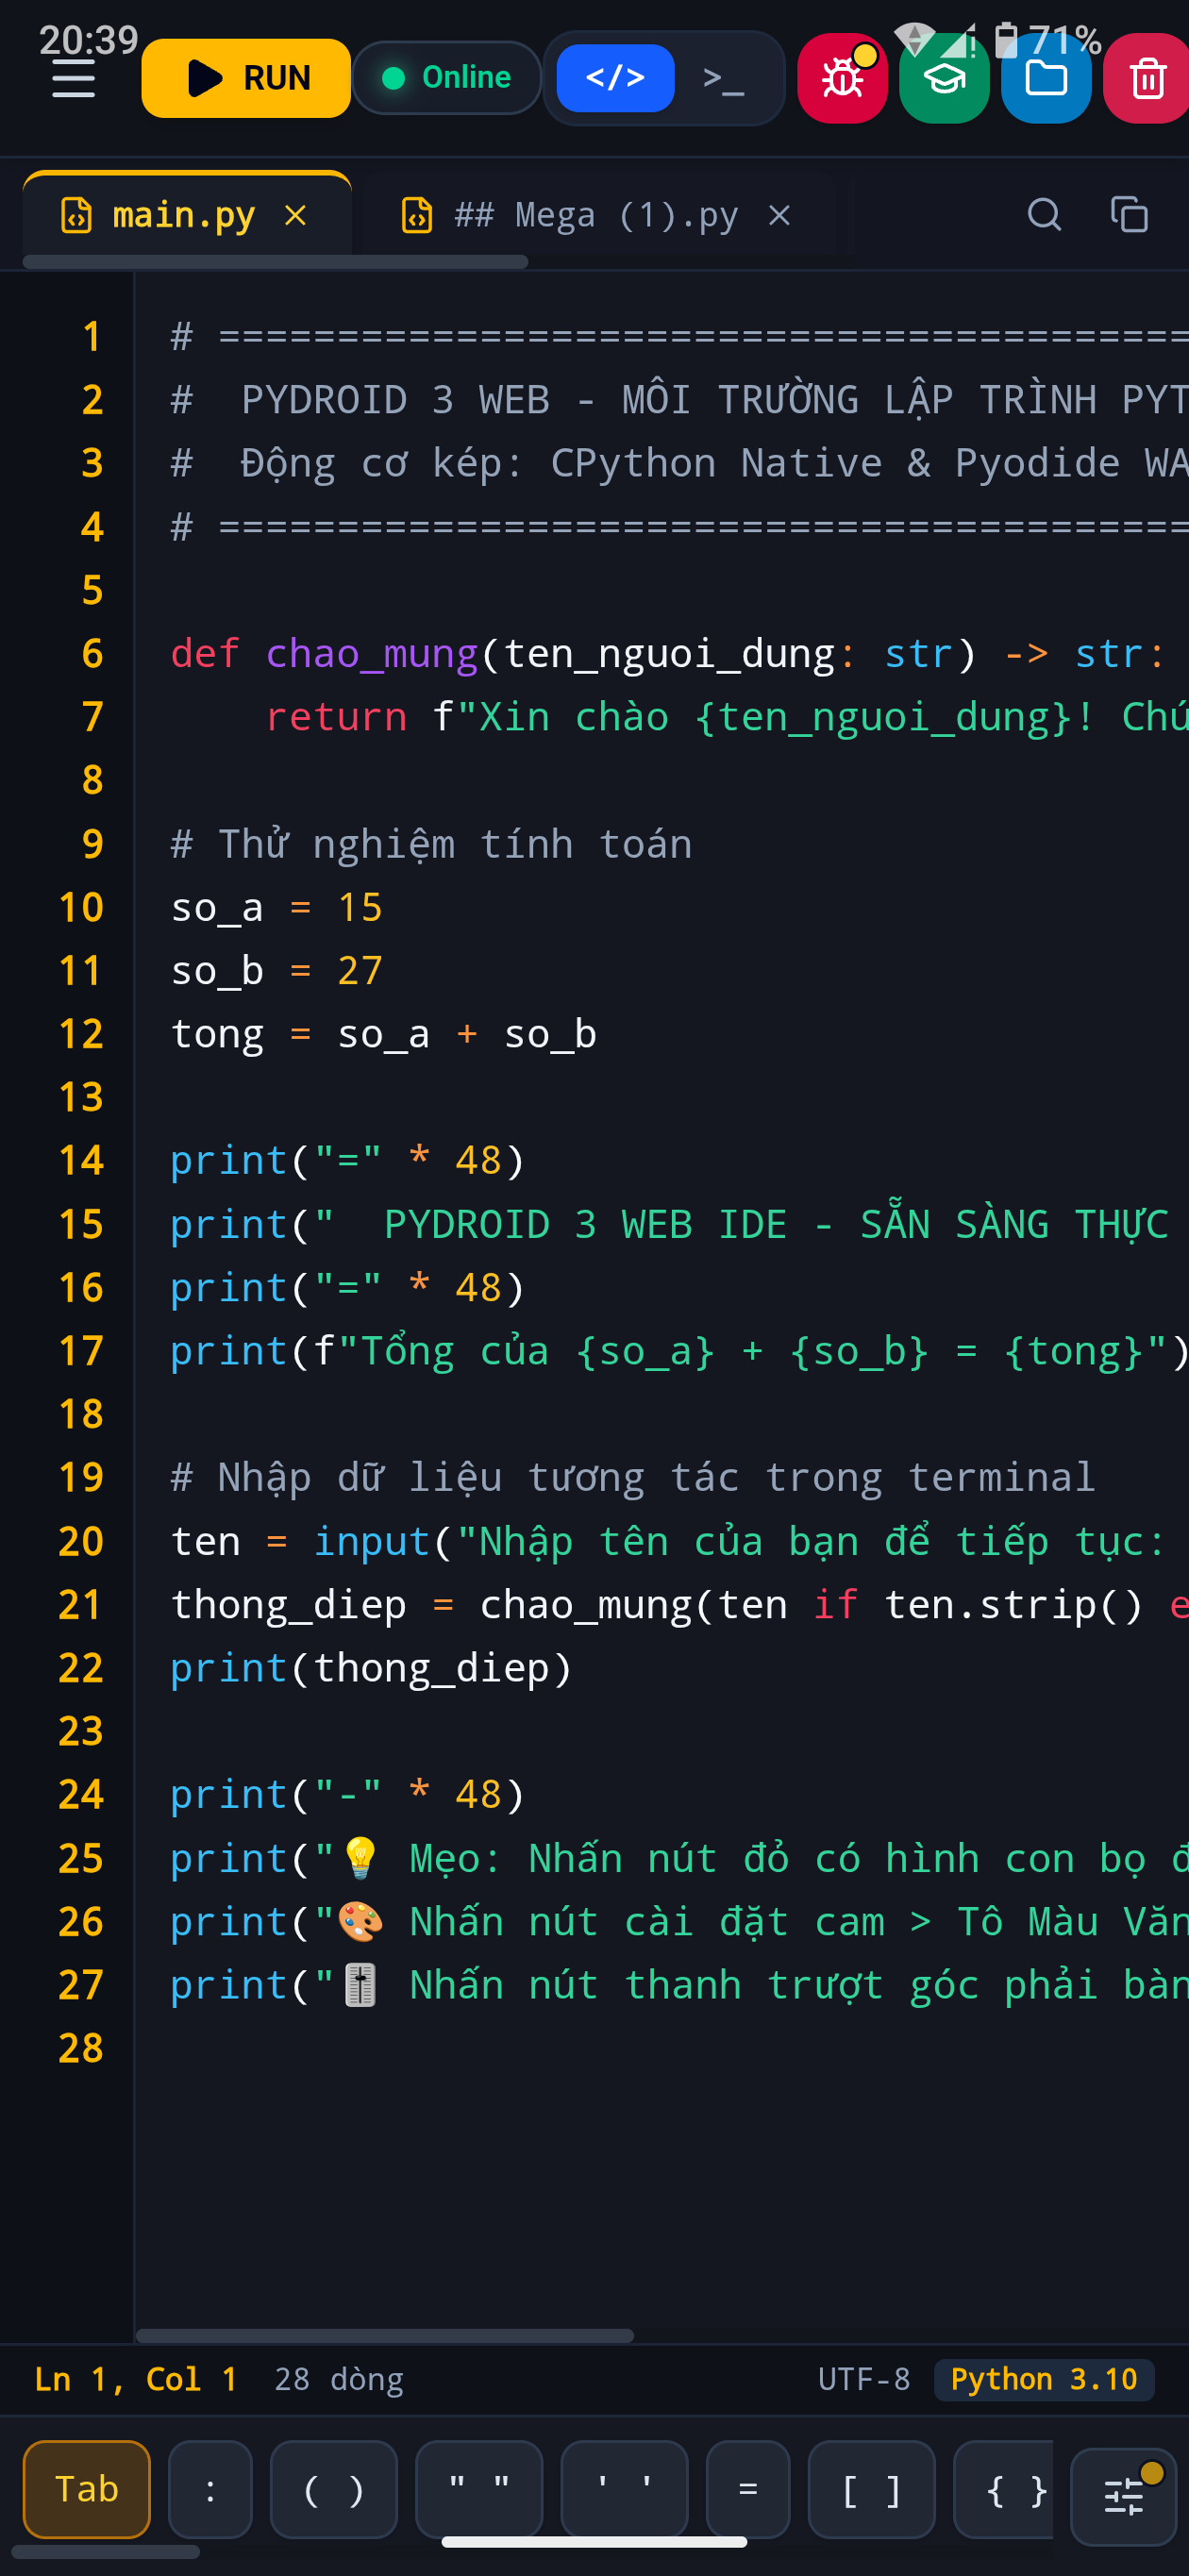 20:39
71%
RUN
Online
</>
>_
main.py
## Mega (1).py
1 # =========================================
2 #  PYDROID 3 WEB - MÔI TRƯỜNG LẬP TRÌNH PYT
3 #  Động cơ kép: CPython Native & Pyodide WA
4 # =========================================
5
6 def chao_mung(ten_nguoi_dung: str) -> str:
7     return f"Xin chào {ten_nguoi_dung}! Chú
8
9 # Thử nghiệm tính toán
10 so_a = 15
11 so_b = 27
12 tong = so_a + so_b
13
14 print("=" * 48)
15 print("  PYDROID 3 WEB IDE - SẴN SÀNG THỰC
16 print("=" * 48)
17 print(f"Tổng của {so_a} + {so_b} = {tong}")
18
19 # Nhập dữ liệu tương tác trong terminal
20 ten = input("Nhập tên của bạn để tiếp tục:
21 thong_diep = chao_mung(ten if ten.strip() e
22 print(thong_diep)
23
24 print("-" * 48)
25 print("💡 Mẹo: Nhấn nút đỏ có hình con bọ đ
26 print("🎨 Nhấn nút cài đặt cam > Tô Màu Văn
27 print("🎚️ Nhấn nút thanh trượt góc phải bàn
28
Ln 1, Col 1 28 dòng UTF-8 Python 3.10
Tab : ( ) " " ' ' = [ ] { }